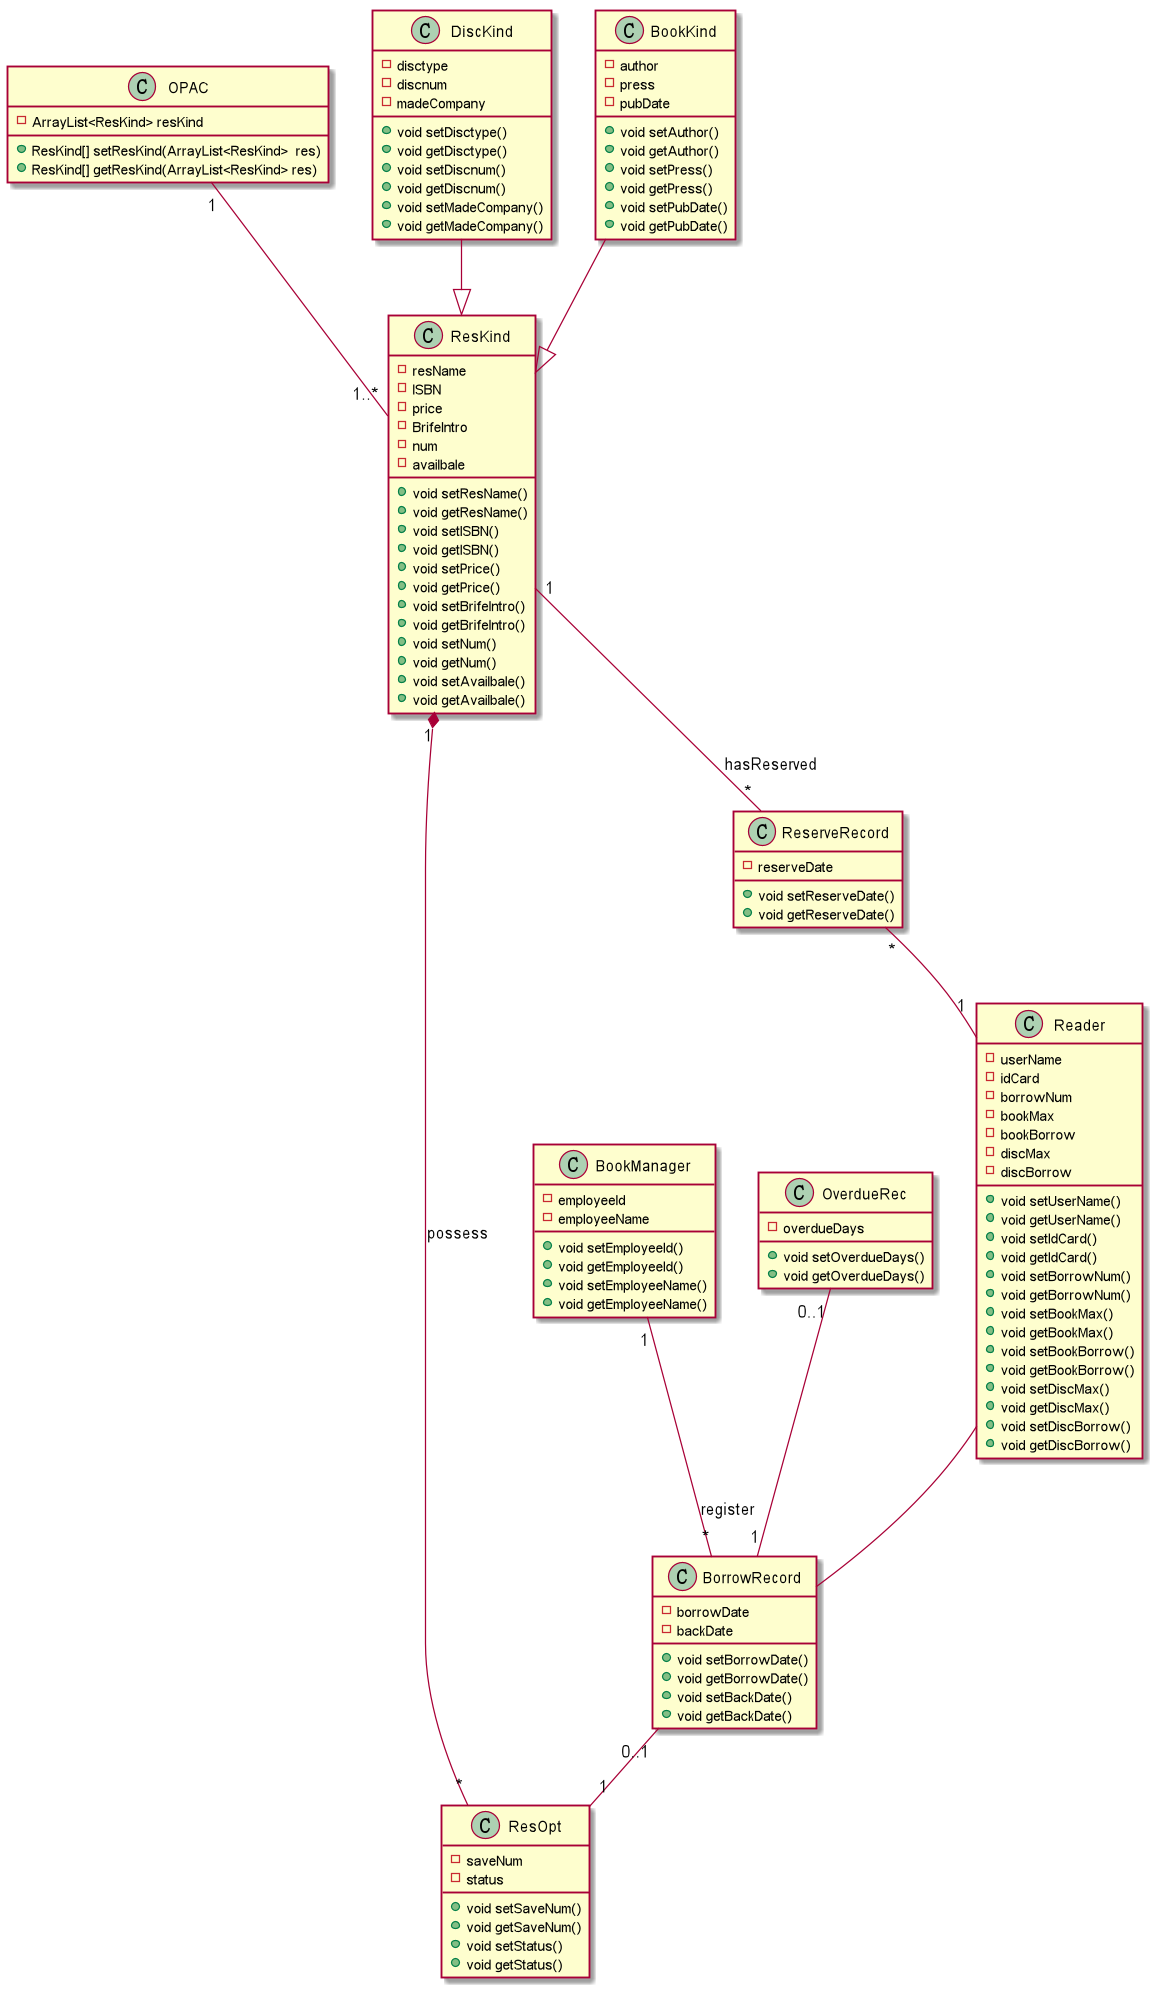 C DiscKind
disctype
discnum
madeCompany
void setDisctype()
void getDisctype()
void setDiscnum()
void getDiscnum()
void setMadeCompany()
void getMadeCompany()
C BookKind
author
press
pubDate
void setAuthor()
void getAuthor()
void setPress()
void getPress()
void setPubDate()
void getPubDate()
C OPAC
ArrayList<ResKind> resKind
ResKind[] setResKind(ArrayList<ResKind>  res)
ResKind[] getResKind(ArrayList<ResKind> res)
1
1..*
C ResKind
resName
ISBN
price
BrifeIntro
num
availbale
void setResName()
void getResName()
void setISBN()
void getISBN()
void setPrice()
void getPrice()
void setBrifeIntro()
void getBrifeIntro()
void setNum()
void getNum()
void setAvailbale()
void getAvailbale()
1
1
hasReserved
*
C ReserveRecord
reserveDate
void setReserveDate()
void getReserveDate()
*
1
C Reader
userName
idCard
borrowNum
bookMax
bookBorrow
discMax
discBorrow
void setUserName()
void getUserName()
void setIdCard()
void getIdCard()
void setBorrowNum()
void getBorrowNum()
void setBookMax()
void getBookMax()
void setBookBorrow()
void getBookBorrow()
void setDiscMax()
void getDiscMax()
void setDiscBorrow()
void getDiscBorrow()
C BookManager
employeeId
employeeName
void setEmployeeId()
void getEmployeeId()
void setEmployeeName()
void getEmployeeName()
C OverdueRec
overdueDays
void setOverdueDays()
void getOverdueDays()
possess
1
0..1
register
*
1
C BorrowRecord
borrowDate
backDate
void setBorrowDate()
void getBorrowDate()
void setBackDate()
void getBackDate()
0..1
1
*
C ResOpt
saveNum
status
void setSaveNum()
void getSaveNum()
void setStatus()
void getStatus()